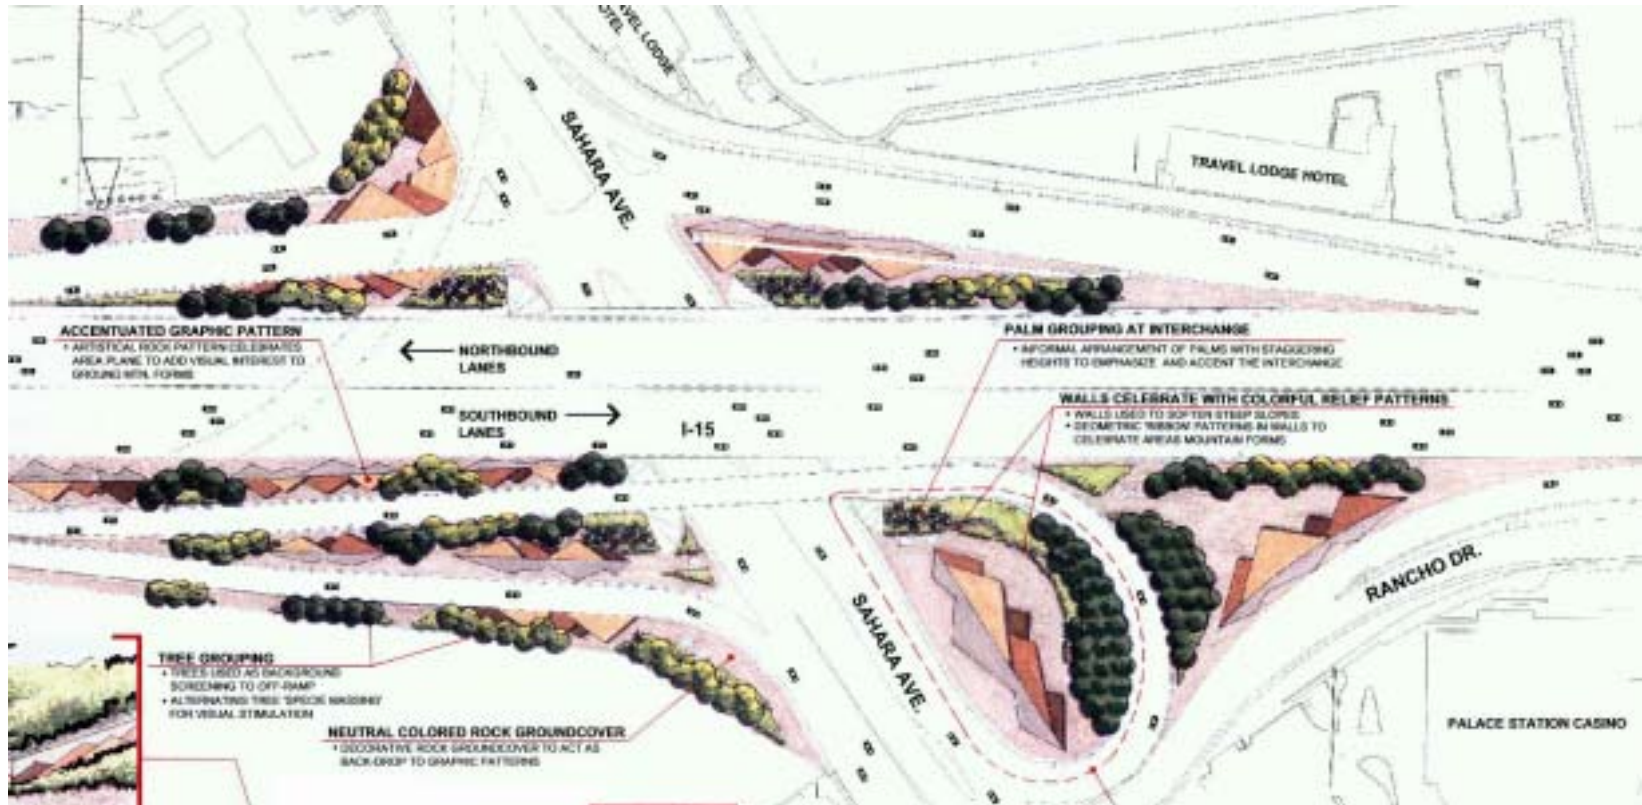 TRAVEL LODGE
HOTEL
SAHARA AVE.
TRAVEL LODGE HOTEL
ACCENTUATED GRAPHIC PATTERN
• ARTISTICAL ROCK PATTERN CELEBRATES
AREA PLANE TO ADD VISUAL INTEREST TO
GROUND MTN. FORMS
NORTHBOUND
LANES
PALM GROUPING AT INTERCHANGE
• INFORMAL ARRANGEMENT OF PALMS WITH STAGGERING
HEIGHTS TO EMPHASIZE AND ACCENT THE INTERCHANGE
SOUTHBOUND
LANES
I-15
WALLS CELEBRATE WITH COLORFUL RELIEF PATTERNS
• WALLS USED TO SOFTEN STEEP SLOPES
• GEOMETRIC 'RIBBON' PATTERNS IN WALLS TO
CELEBRATE AREAS MOUNTAIN FORMS
RANCHO DR.
SAHARA AVE.
TREE GROUPING
• TREES USED AS BACKGROUND
SCREENING TO OFF-RAMP
• ALTERNATING TREE 'SPECIE MASSING'
FOR VISUAL STIMULATION
NEUTRAL COLORED ROCK GROUNDCOVER
• DECORATIVE ROCK GROUNDCOVER TO ACT AS
BACK-DROP TO GRAPHIC PATTERNS
PALACE STATION CASINO